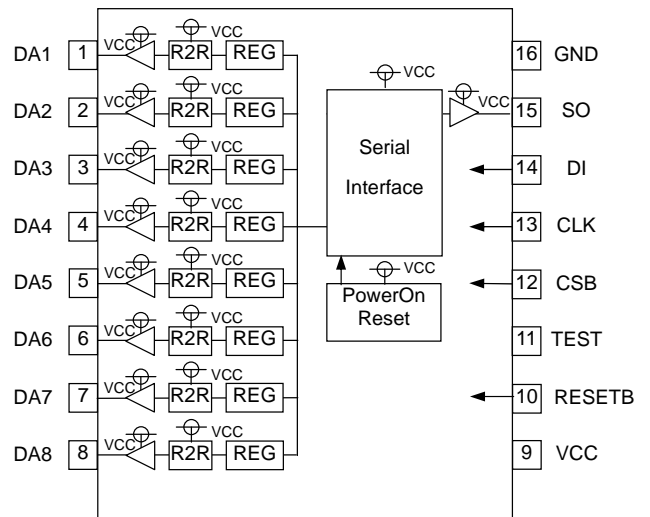 DA1 1 VCC R2R VCC REG 16 GND
VCC
DA2 2 VCC R2R VCC REG VCC 15 SO
DA3 3 VCC R2R VCC REG Serial 14 DI
Interface
DA4 4 VCC R2R VCC REG 13 CLK
VCC
DA5 5 VCC R2R VCC REG PowerOn 12 CSB
Reset
DA6 6 VCC R2R VCC REG 11 TEST
DA7 7 VCC R2R VCC REG 10 RESETB
DA8 8 VCC R2R VCC REG 9 VCC